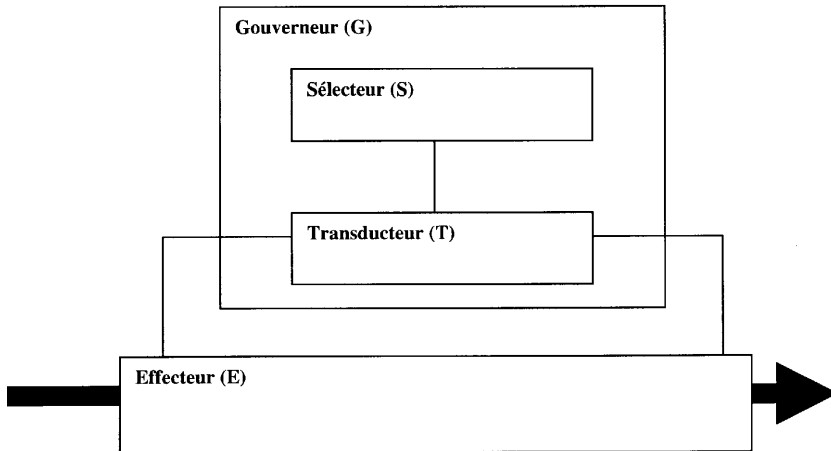 Gouverneur (G)
Sélecteur (S)
Transducteur (T)
Effecteur (E)